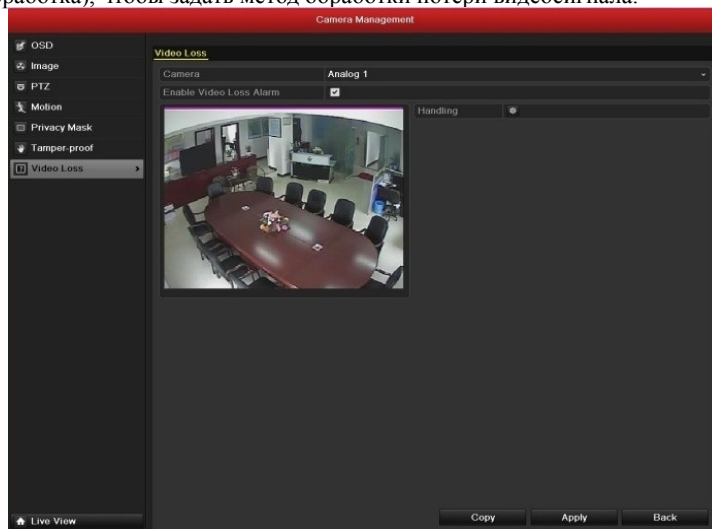 работка), чтобы задать метод обработки потери видеосигнала.
Camera Management
OSD
Image
PTZ
Motion
Privacy Mask
Tamper-proof
Video Loss
Video Loss
Camera Analog 1
Enable Video Loss Alarm
Handling
Live View
Copy Apply Back